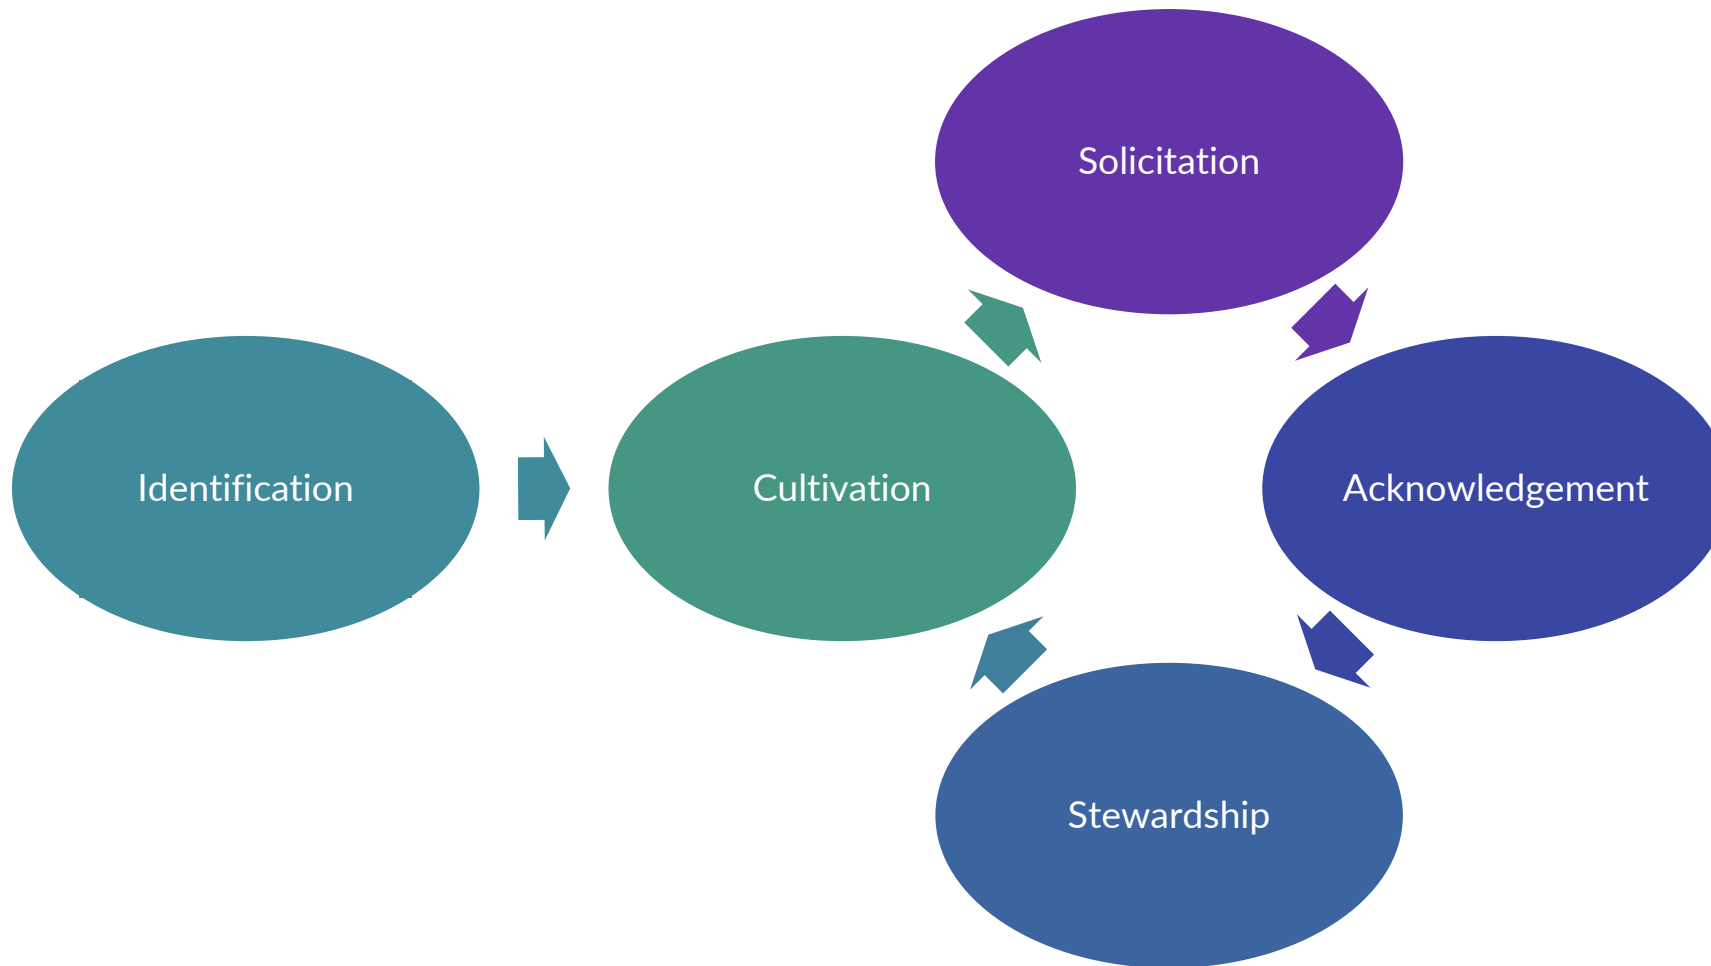 Solicitation
Identification
Cultivation
Acknowledgement
Stewardship